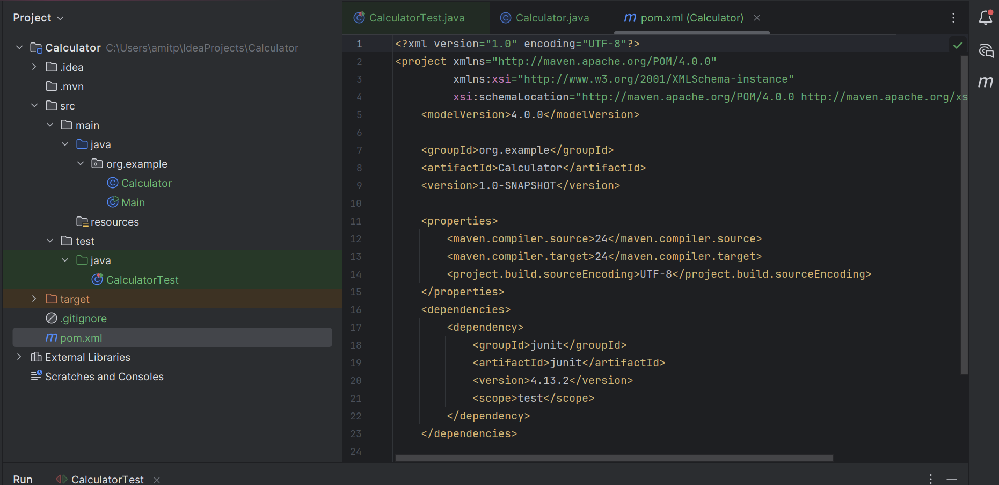 Project
Calculator C:\Users\amitp\IdeaProjects\Calculator
.idea
.mvn
src
main
java
org.example
Calculator
Main
resources
test
java
CalculatorTest
target
.gitignore
pom.xml
External Libraries
Scratches and Consoles
CalculatorTest.java Calculator.java pom.xml (Calculator)
1 <?xml version="1.0" encoding="UTF-8"?>
2 <project xmlns="http://maven.apache.org/POM/4.0.0"
3 xmlns:xsi="http://www.w3.org/2001/XMLSchema-instance"
4 xsi:schemaLocation="http://maven.apache.org/POM/4.0.0 http://maven.apache.org/xs
5 <modelVersion>4.0.0</modelVersion>
6
7 <groupId>org.example</groupId>
8 <artifactId>Calculator</artifactId>
9 <version>1.0-SNAPSHOT</version>
10
11 <properties>
12 <maven.compiler.source>24</maven.compiler.source>
13 <maven.compiler.target>24</maven.compiler.target>
14 <project.build.sourceEncoding>UTF-8</project.build.sourceEncoding>
15 </properties>
16 <dependencies>
17 <dependency>
18 <groupId>junit</groupId>
19 <artifactId>junit</artifactId>
20 <version>4.13.2</version>
21 <scope>test</scope>
22 </dependency>
23 </dependencies>
24
Run CalculatorTest